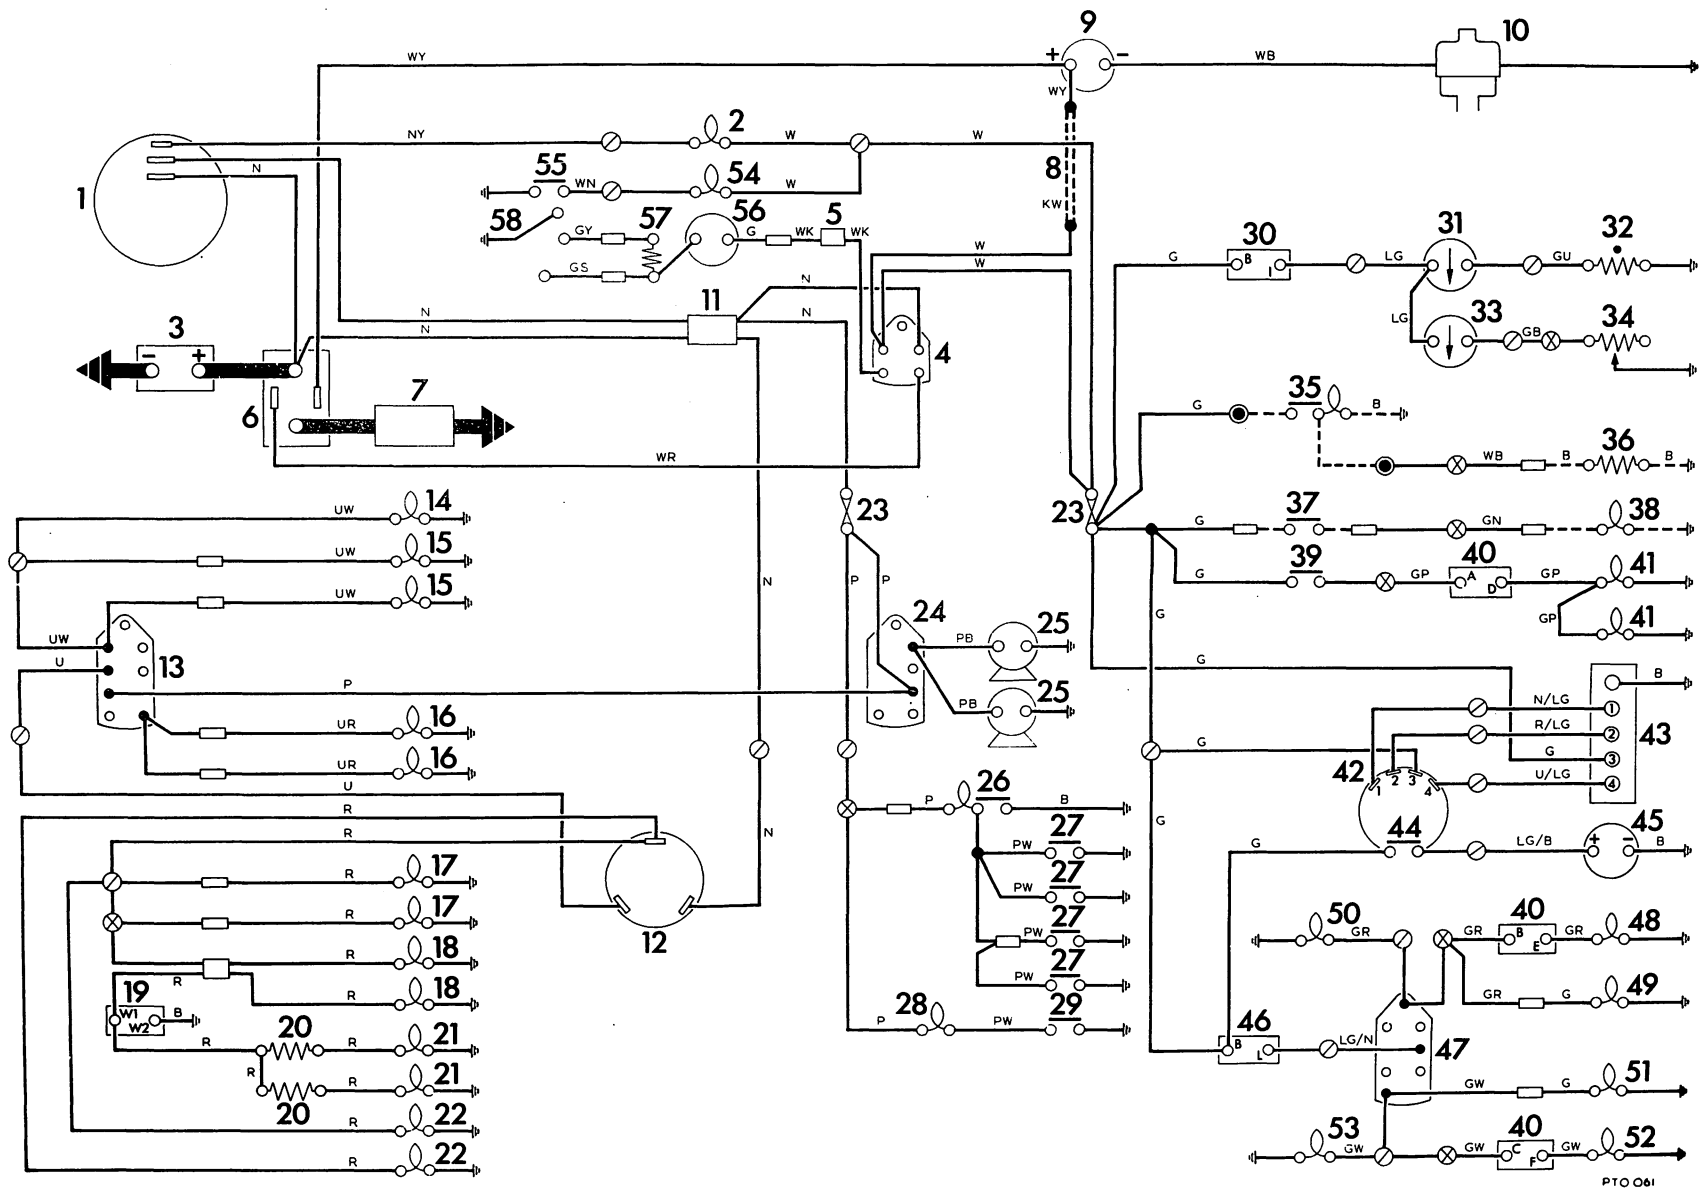 9
10
+ −
WY
WB
WY
2
NY
W
W
N
55
54
8
WN
W
1
58
57
56
5
KW
GY
G
WK
WK
W
GS
W
30
31
32
G
B
I
LG
GU
11
N
N
N
N
33
34
LG
GB
3
− +
4
7
6
35
G
B
36
WR
WB
B
B
14
UW
23
23
37
38
G
GN
15
UW
39
40
41
15
UW
N
P
P
G
GP
A
D
GP
G
GP
41
UW
24
25
U
13
PB
P
G
B
25
PB
N/LG
1
16
UR
R/LG
2
43
G
G
3
16
UR
42
1 2 3 4
U/LG
4
U
26
P
B
R
G
27
44
45
R
N
PW
G
LG/B
+ −
B
17
R
27
PW
17
R
12
27
50
40
48
PW
GR
GR
B
E
GR
18
R
27
R
PW
GR
G
49
18
R
19
W1
W2
B
28
29
P
PW
46
20
21
R
R
B
L
LG/N
47
R
R
21
20
GW
G
51
R
22
53
40
52
GW
GW
C
F
GW
R
22
PTO 061